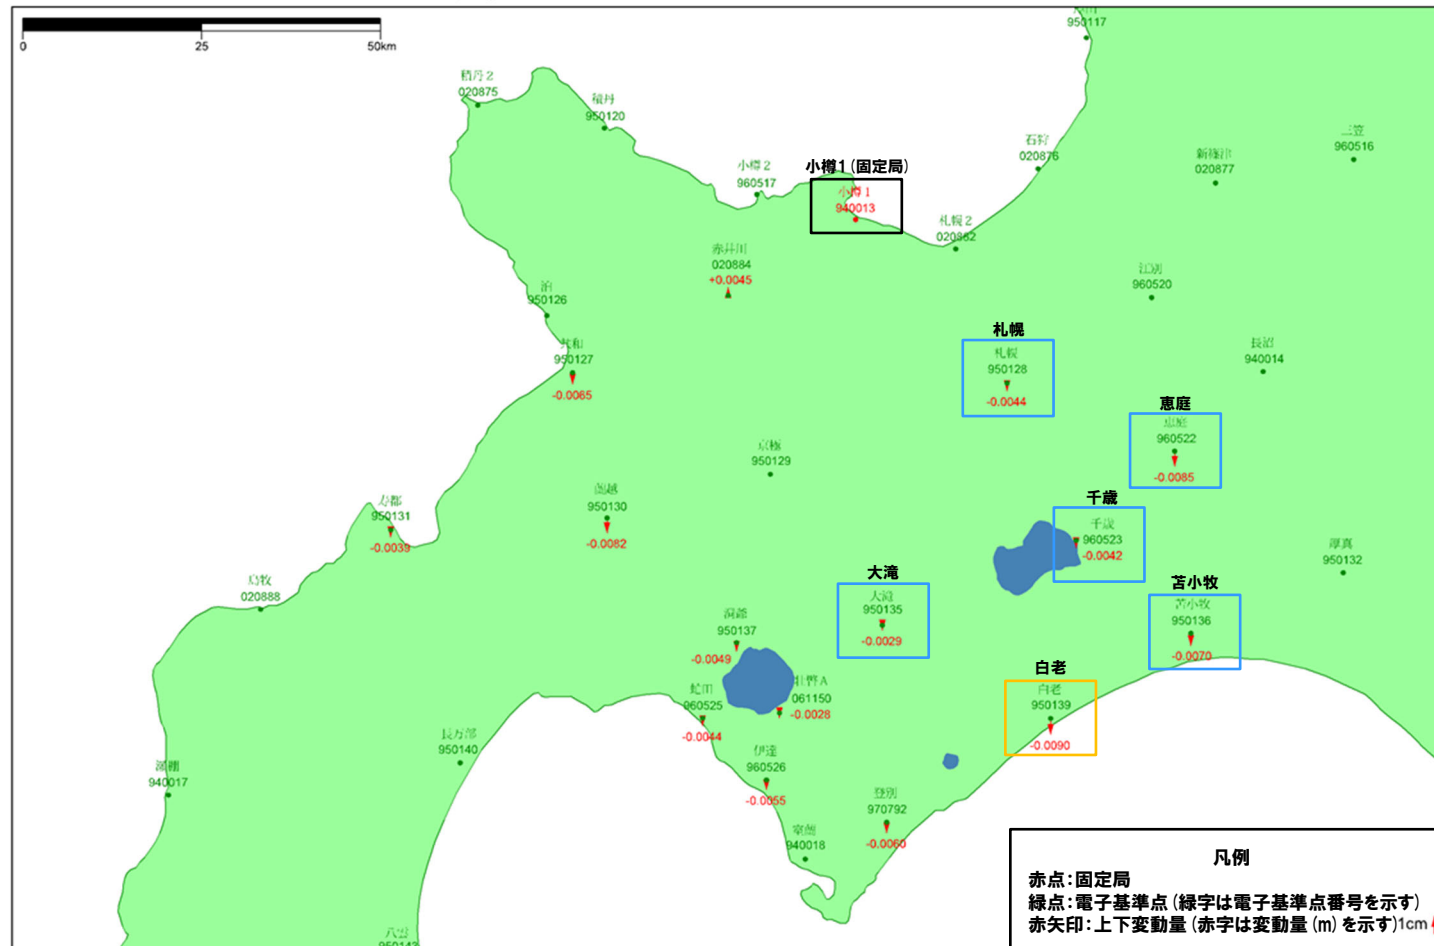 950117
0
25
50km
積丹2
020875
積丹
950120
石狩
020876
三笠
960516
新篠津
020877
小樽2
960517
小樽1(固定局)
小樽1
940013
札幌2
020882
赤井川
020884
+0.0045
江別
960520
泊
950126
共和
950127
-0.0065
札幌
札幌
950128
-0.0044
長沼
940014
恵庭
恵庭
960522
-0.0085
京極
950129
寿都
950131
-0.0039
蘭越
950130
-0.0082
千歳
千歳
960523
-0.0042
厚真
950132
島牧
020888
大滝
大滝
950135
-0.0029
苫小牧
苫小牧
950136
-0.0070
洞爺
950137
-0.0049
白老
白老
950139
-0.0090
虻田
960525
-0.0044
壮瞥A
061150
-0.0028
長万部
950140
伊達
960526
-0.0055
940017
登別
970792
-0.0060
室蘭
940018
八雲
950143
凡例
赤点:固定局
緑点:電子基準点(緑字は電子基準点番号を示す)
赤矢印:上下変動量(赤字は変動量(m)を示す)1cm